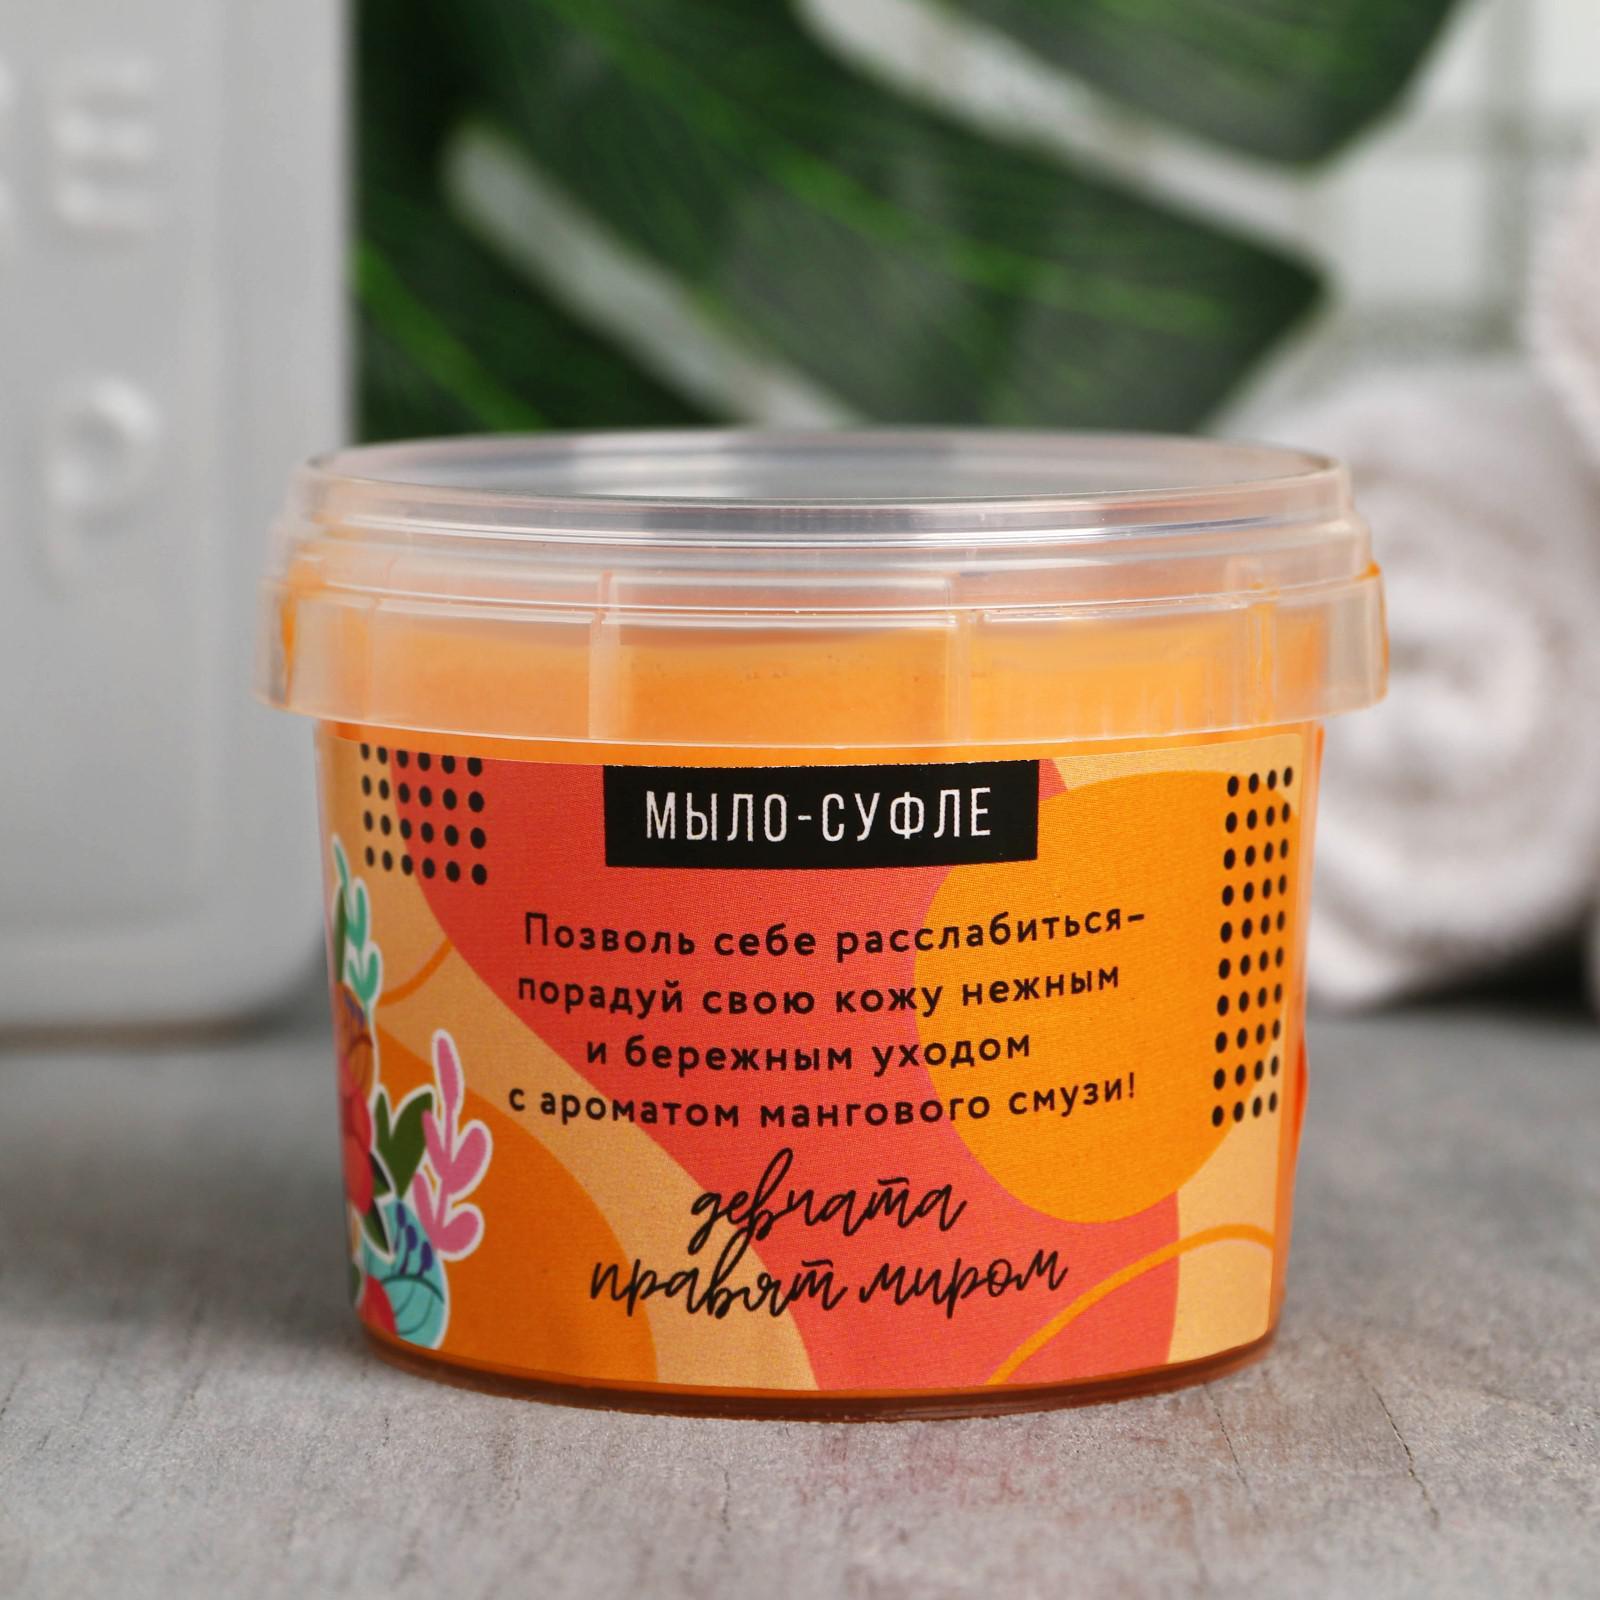 МЫЛО-СУФЛЕ
Позволь себе расслабиться–
порадуй свою кожу нежным
и бережным уходом
с ароматом мангового смузи!
девчата
правят миром